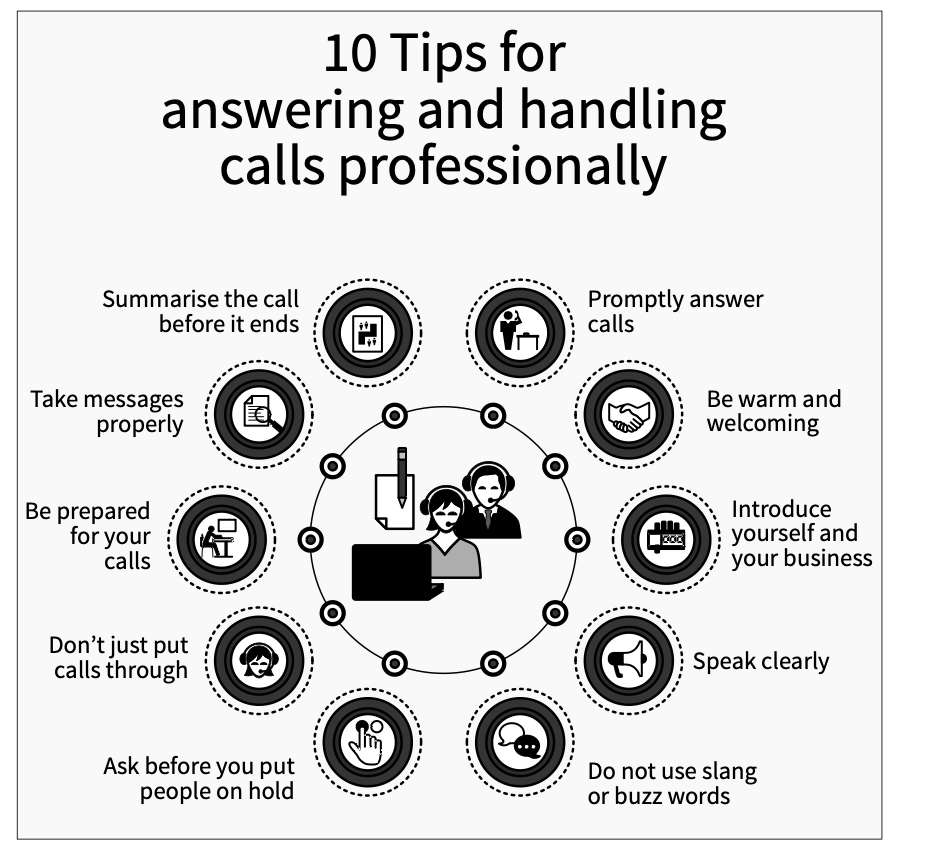 10 Tips for
answering and handling
calls professionally
Promptly answer
calls
Be warm and
welcoming
Introduce
yourself and
your business
Speak clearly
Do not use slang
or buzz words
Ask before you put
people on hold
Don’t just put
calls through
Be prepared
for your
calls
Take messages
properly
Summarise the call
before it ends